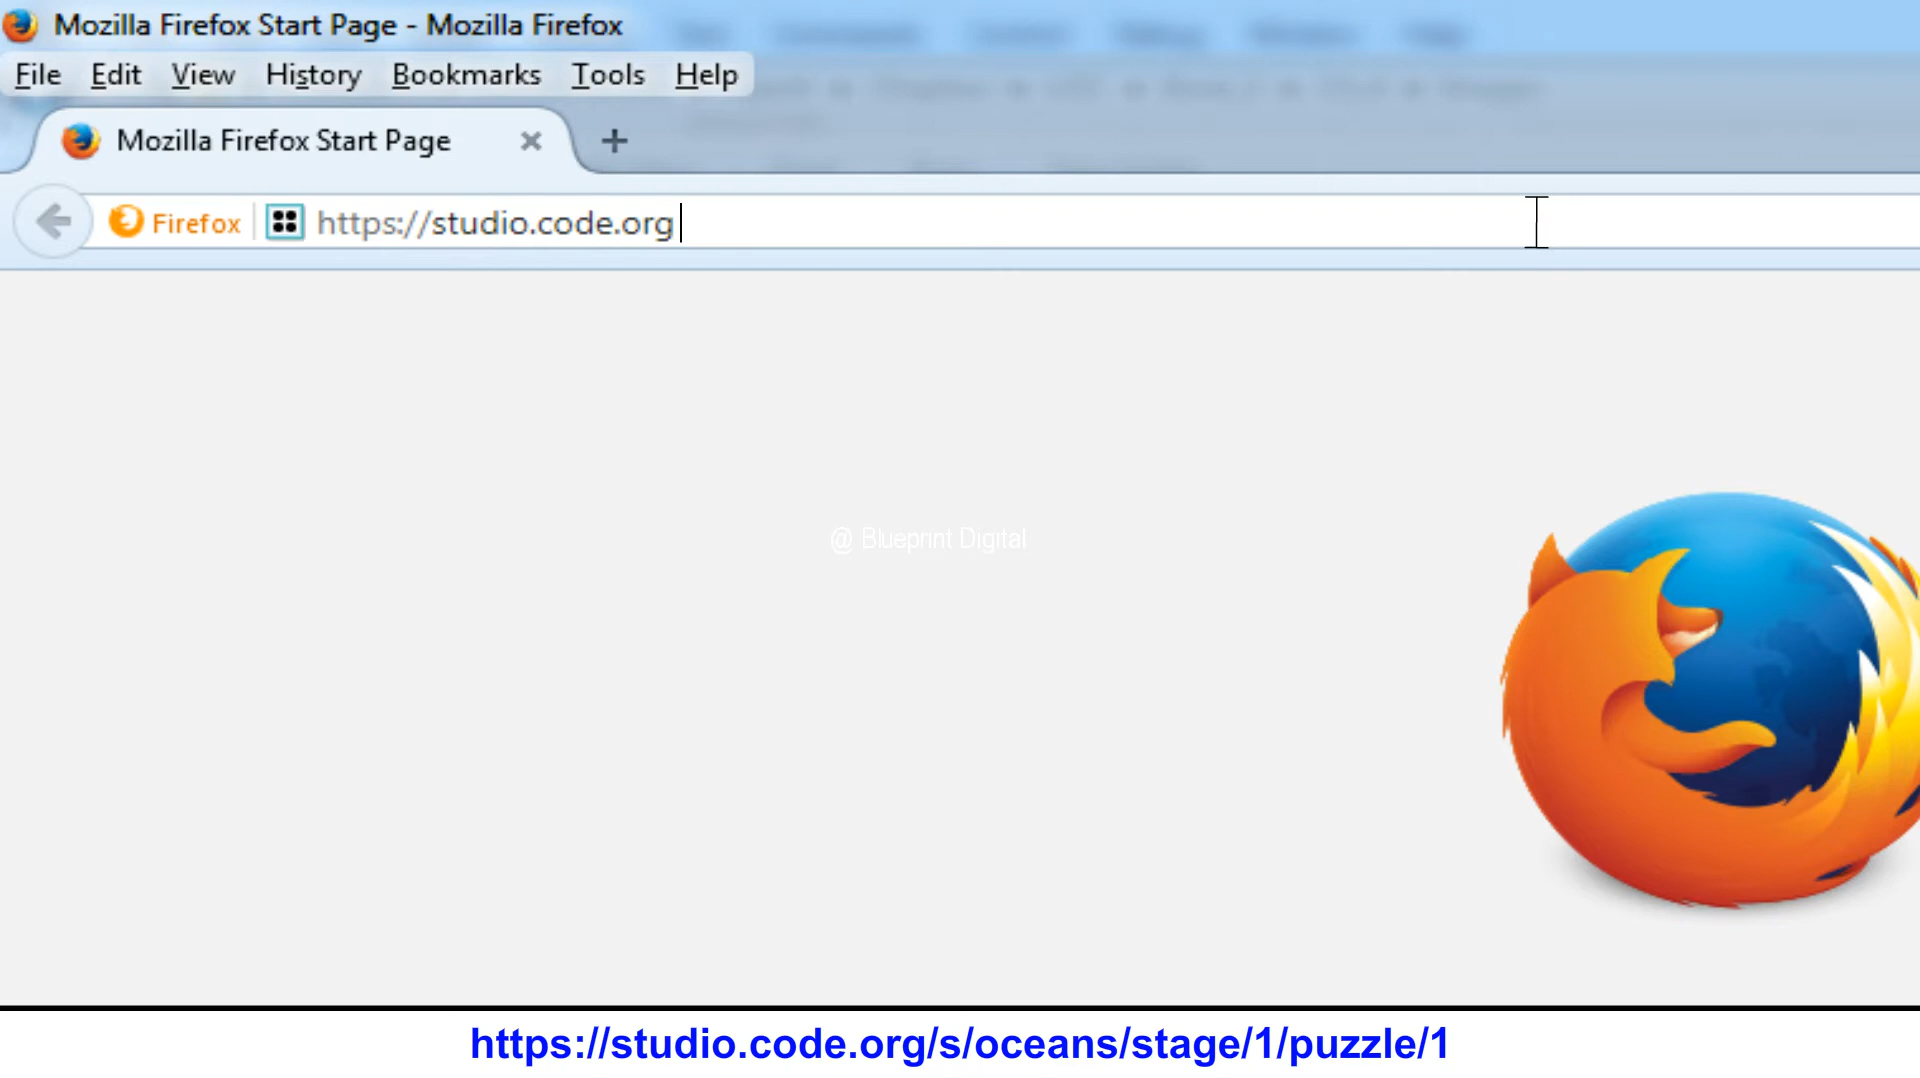 Mozilla Firefox Start Page - Mozilla Firefox
File Edit View History Bookmarks Tools Help
Mozilla Firefox Start Page
Firefox https://studio.code.org
@ Blueprint Digital
https://studio.code.org/s/oceans/stage/1/puzzle/1